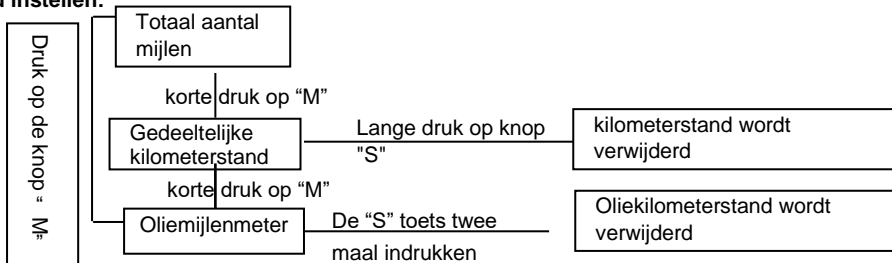 d instellen:
Druk op de knop “ M”
Totaal aantal
mijlen
korte druk op “M”
Gedeeltelijke
kilometerstand
Lange druk op knop
"S"
kilometerstand wordt
verwijderd
korte druk op “M”
Oliemijlenmeter
De “S” toets twee
maal indrukken
Oliekilometerstand wordt
verwijderd